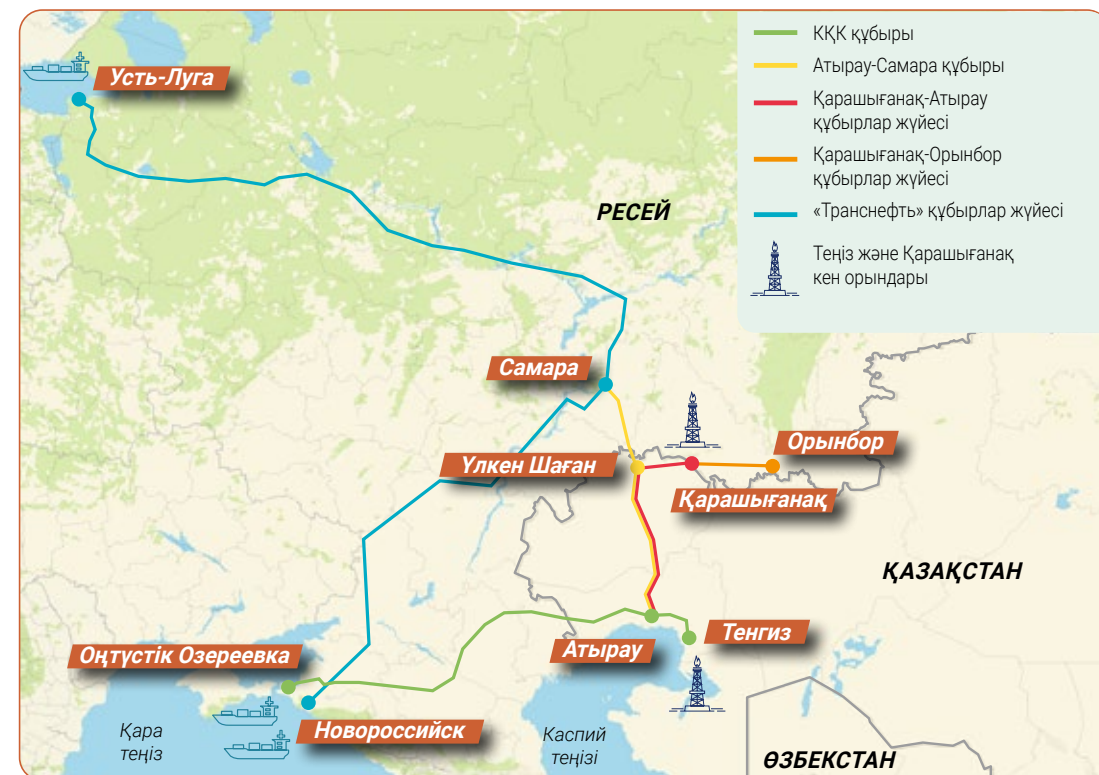 Усть-Луга
КҚК құбыры
Атырау-Самара құбыры
Қарашығанақ-Атырау
құбырлар жүйесі
Қарашығанақ-Орынбор
құбырлар жүйесі
«Транснефть» құбырлар жүйесі
Теңіз және Қарашығанақ
кен орындары
РЕСЕЙ
Самара
Орынбор
Үлкен Шаған
Қарашығанақ
ҚАЗАҚСТАН
Тенгиз
Атырау
Оңтүстік Озереевка
Новороссийск
Қара
теңіз
Каспий
теңізі
ӨЗБЕКСТАН